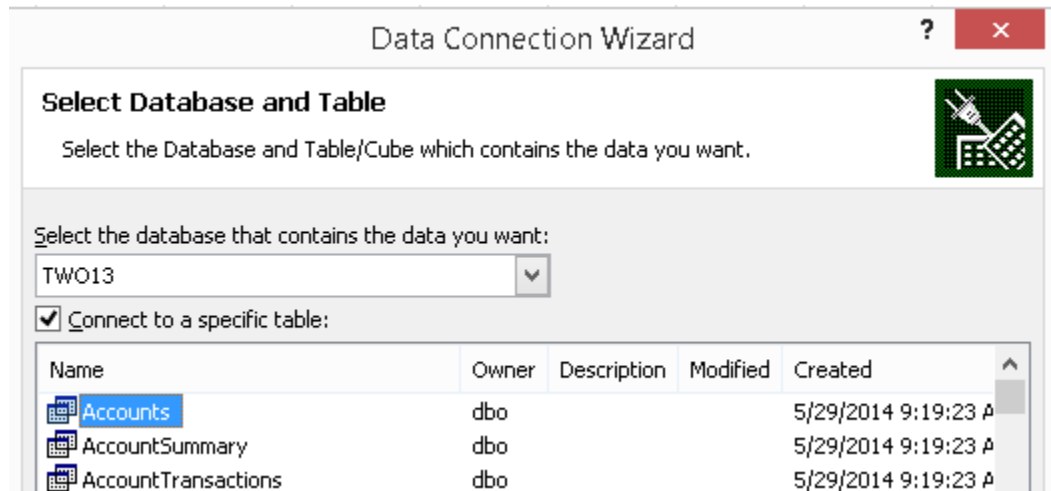 Data Connection Wizard ? ×
Select Database and Table
Select the Database and Table/Cube which contains the data you want.
Select the database that contains the data you want:
TWO13
Connect to a specific table:
Name Owner Description Modified Created
Accounts dbo 5/29/2014 9:19:23 A
AccountSummary dbo 5/29/2014 9:19:23 A
AccountTransactions dbo 5/29/2014 9:19:23 A